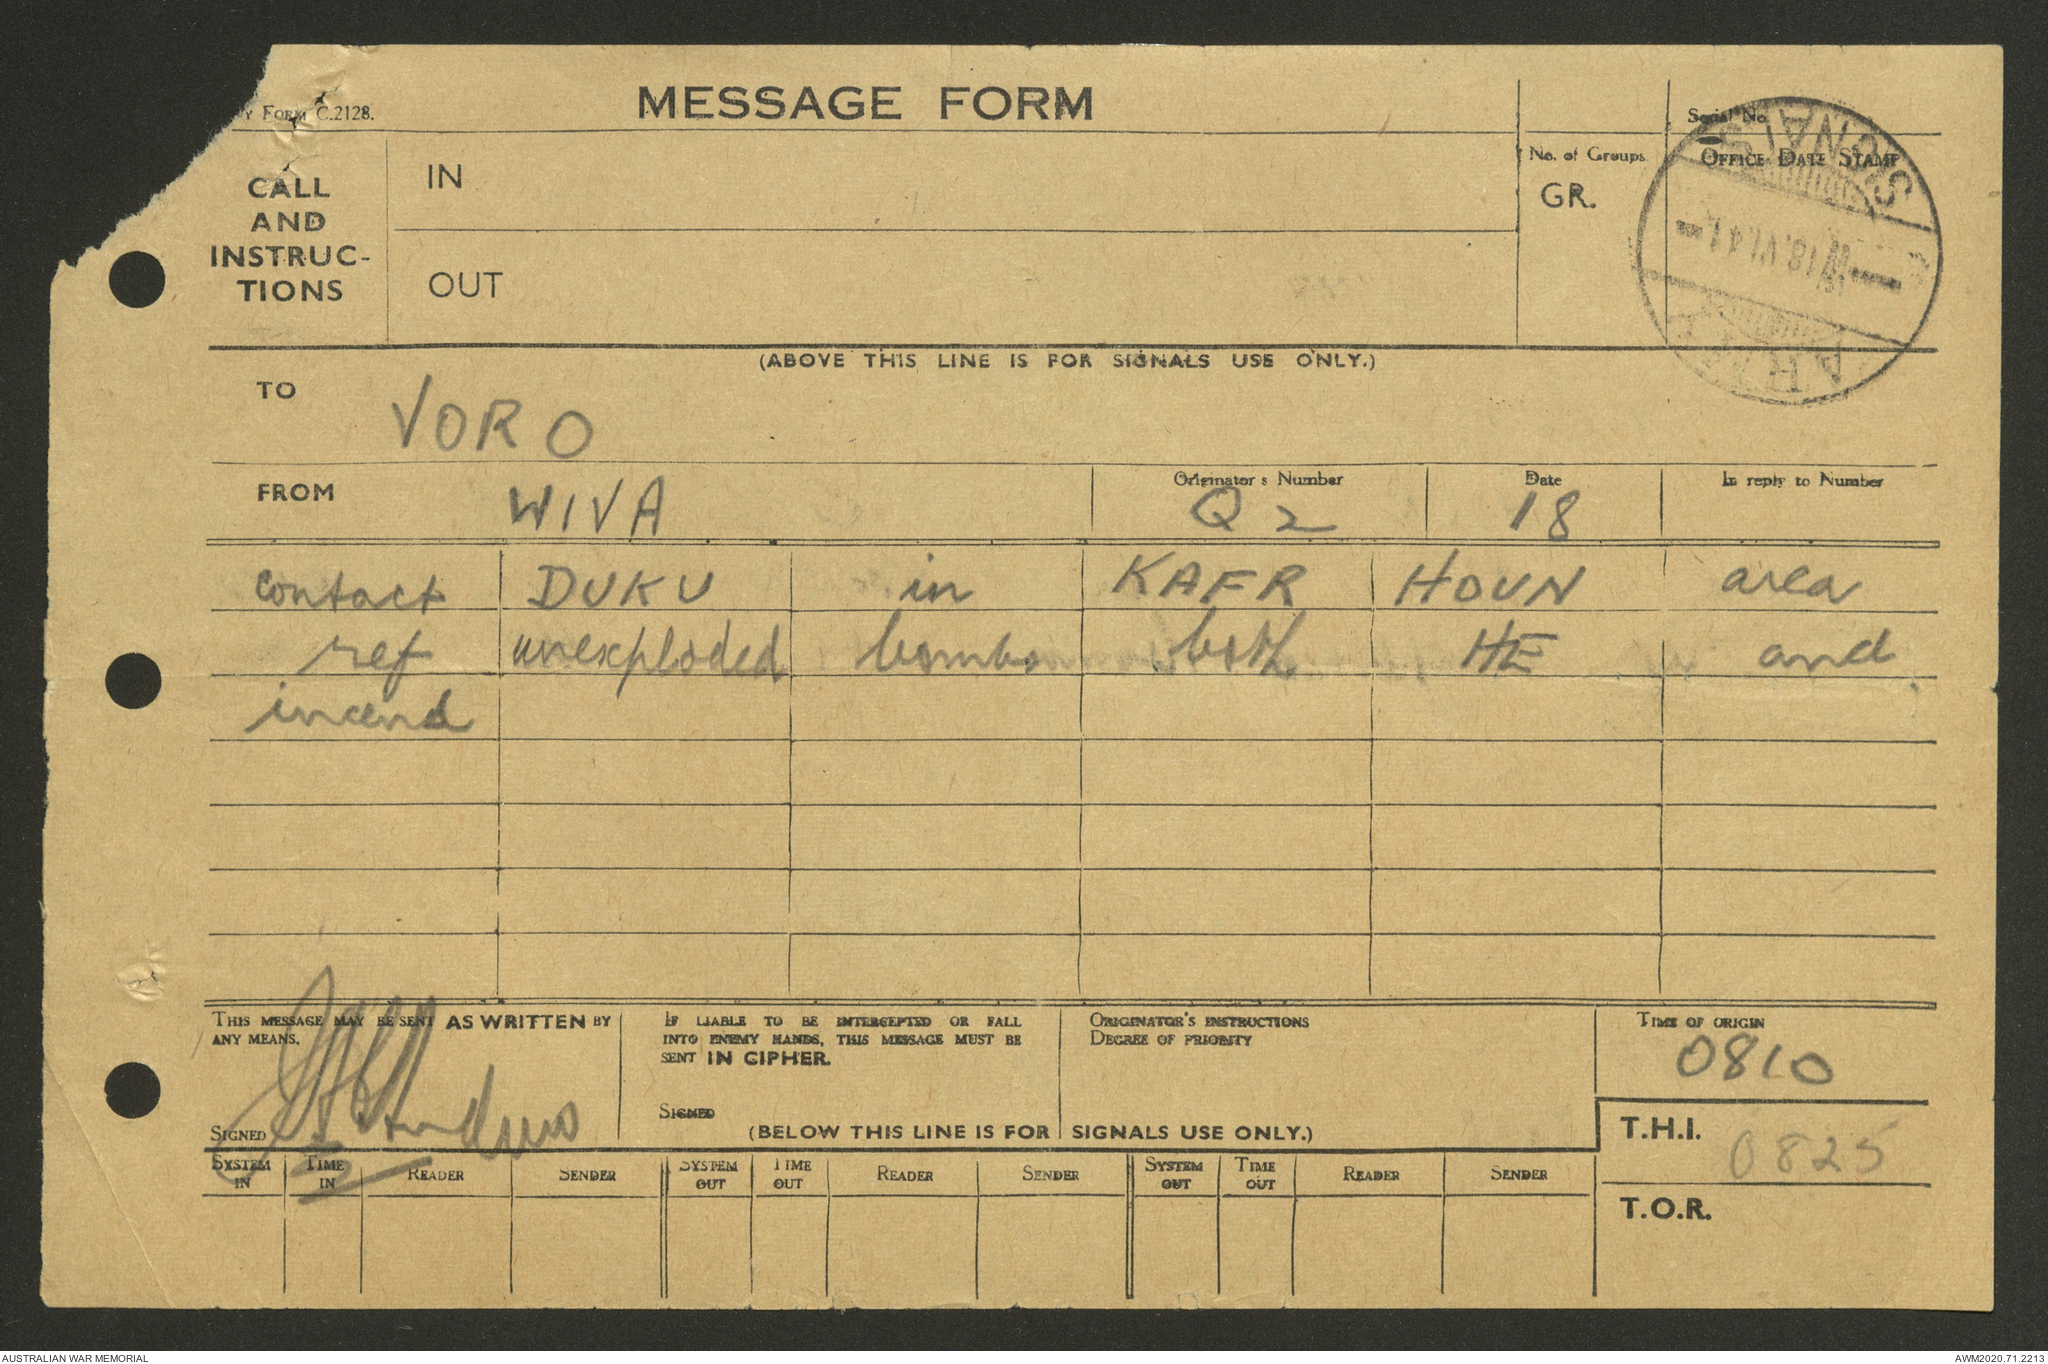 Form C.2128.
MESSAGE FORM
Serial No.
CALL
AND
INSTRUC-
TIONS
IN
OUT
No. of Groups
GR.
OFFICE DATE STAMP
SIGNALS
18.VI.41
(ABOVE THIS LINE IS FOR SIGNALS USE ONLY.)
TO
VORO
FROM
WIVA
Originator's Number
Q2
Date
18
In reply to Number
contact DUKU in KAFR HOUN area
ref unexploded bombs both HE and
incend
THIS MESSAGE MAY BE SENT AS WRITTEN BY
ANY MEANS.
SIGNED
IF LIABLE TO BE INTERCEPTED OR FALL
INTO ENEMY HANDS, THIS MESSAGE MUST BE
SENT IN CIPHER.
SIGNED
ORIGINATOR'S INSTRUCTIONS
DEGREE OF PRIORITY
TIME OF ORIGIN
0810
(BELOW THIS LINE IS FOR SIGNALS USE ONLY.)
T.H.I.
0825
T.O.R.
SYSTEM IN TIME IN READER SENDER SYSTEM OUT TIME OUT READER SENDER SYSTEM OUT TIME OUT READER SENDER
AUSTRALIAN WAR MEMORIAL
AWM2020.71.2213